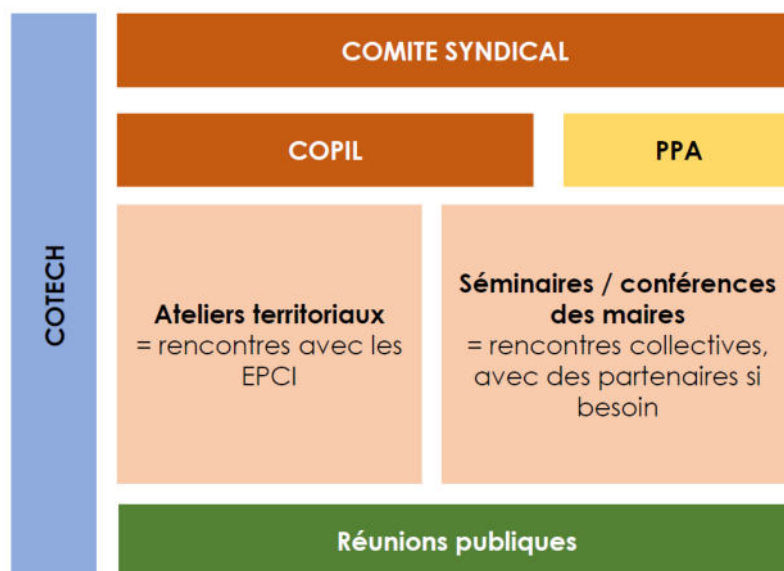 COMITE SYNDICAL
COPIL
PPA
COTECH
Ateliers territoriaux
= rencontres avec les
EPCI
Séminaires / conférences
des maires
= rencontres collectives,
avec des partenaires si
besoin
Réunions publiques